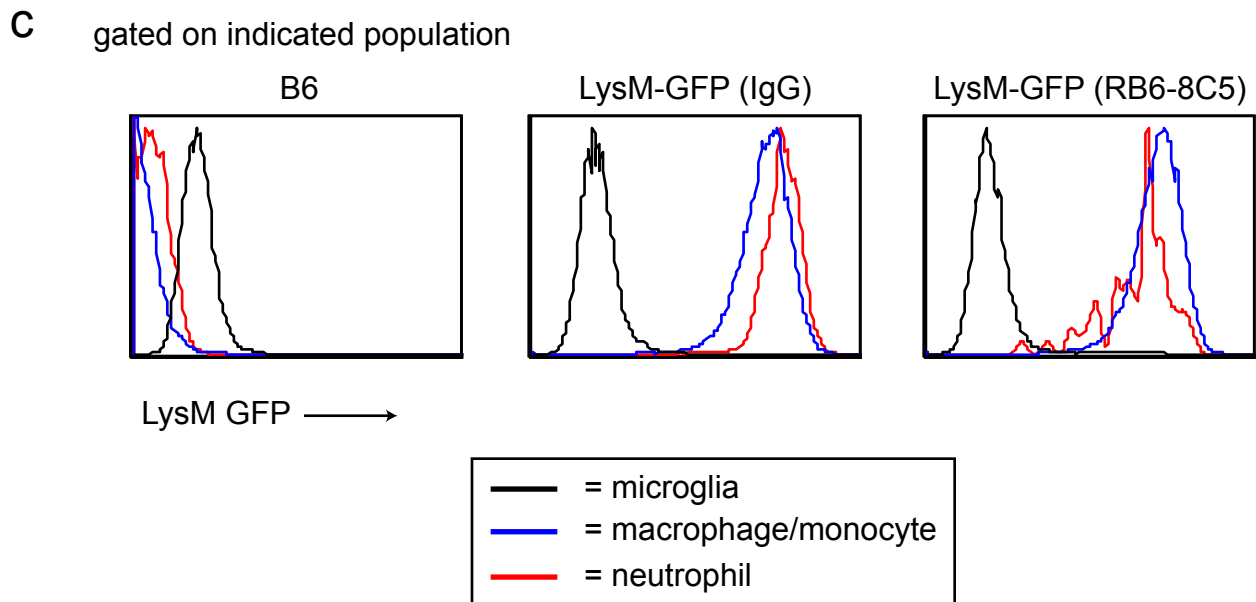 C
gated on indicated population
B6
LysM-GFP (IgG)
LysM-GFP (RB6-8C5)
LysM GFP
= microglia
= macrophage/monocyte
= neutrophil